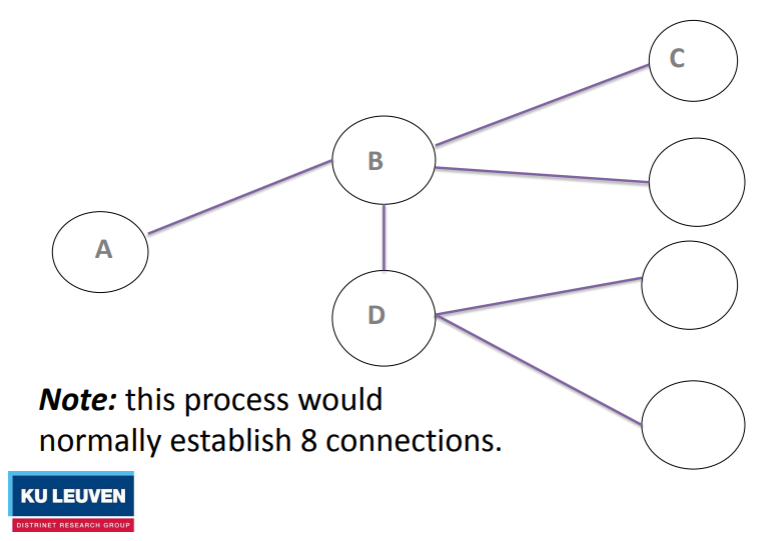 C
B
A
D
Note: this process would
normally establish 8 connections.
KU LEUVEN
DISTRINET RESEARCH GROUP